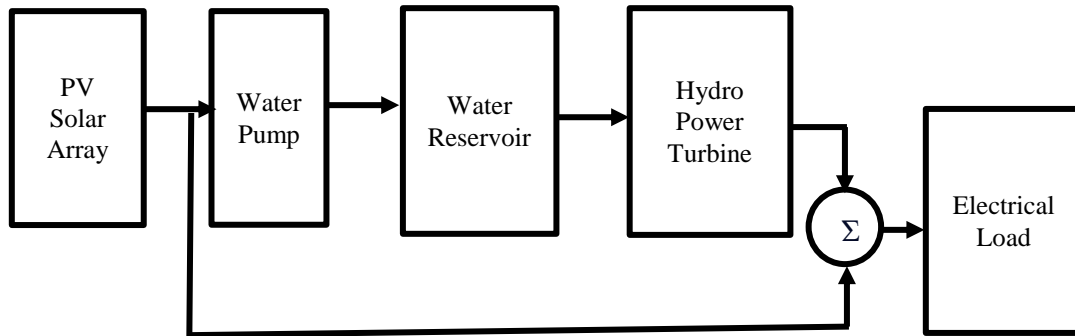 PV
Solar
Array
Water
Pump
Water
Reservoir
Hydro
Power
Turbine
Σ
Electrical
Load